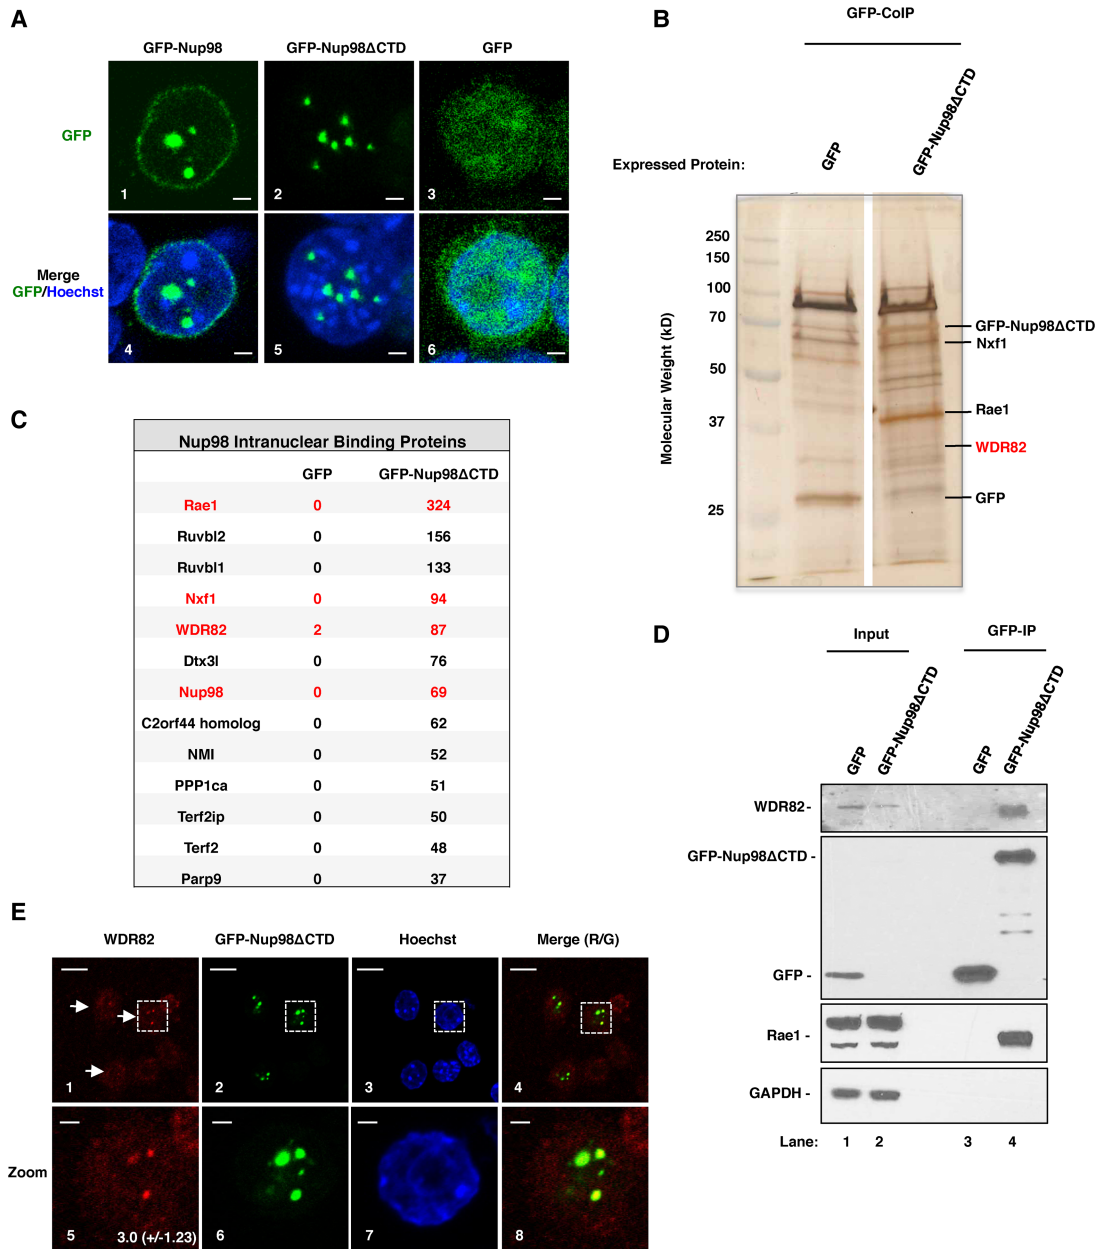 A
GFP-Nup98
GFP-Nup98ΔCTD
GFP
GFP
1
2
3
Merge
GFP/Hoechst
4
5
6
B
GFP-CoIP
Expressed Protein:
GFP
GFP-Nup98ΔCTD
Molecular Weight (kD)
250
150
100
70
50
37
25
GFP-Nup98ΔCTD
Nxf1
Rae1
WDR82
GFP
C
Nup98 Intranuclear Binding Proteins
GFP GFP-Nup98ΔCTD
Rae1 0 324
Ruvbl2 0 156
Ruvbl1 0 133
Nxf1 0 94
WDR82 2 87
Dtx3l 0 76
Nup98 0 69
C2orf44 homolog 0 62
NMI 0 52
PPP1ca 0 51
Terf2ip 0 50
Terf2 0 48
Parp9 0 37
D
Input
GFP-IP
GFP
GFP-Nup98ΔCTD
GFP
GFP-Nup98ΔCTD
WDR82-
GFP-Nup98ΔCTD -
GFP -
Rae1 -
GAPDH -
Lane: 1 2 3 4
E
WDR82
GFP-Nup98ΔCTD
Hoechst
Merge (R/G)
1
2
3
4
Zoom
5
3.0 (+/-1.23)
6
7
8